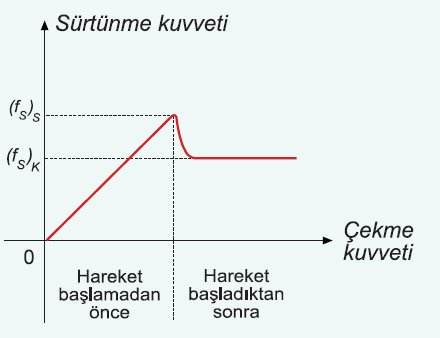 Sürtünme kuvveti
(fS)S
(fS)K
0
Çekme
kuvveti
Hareket
başlamadan
önce
Hareket
başladıktan
sonra